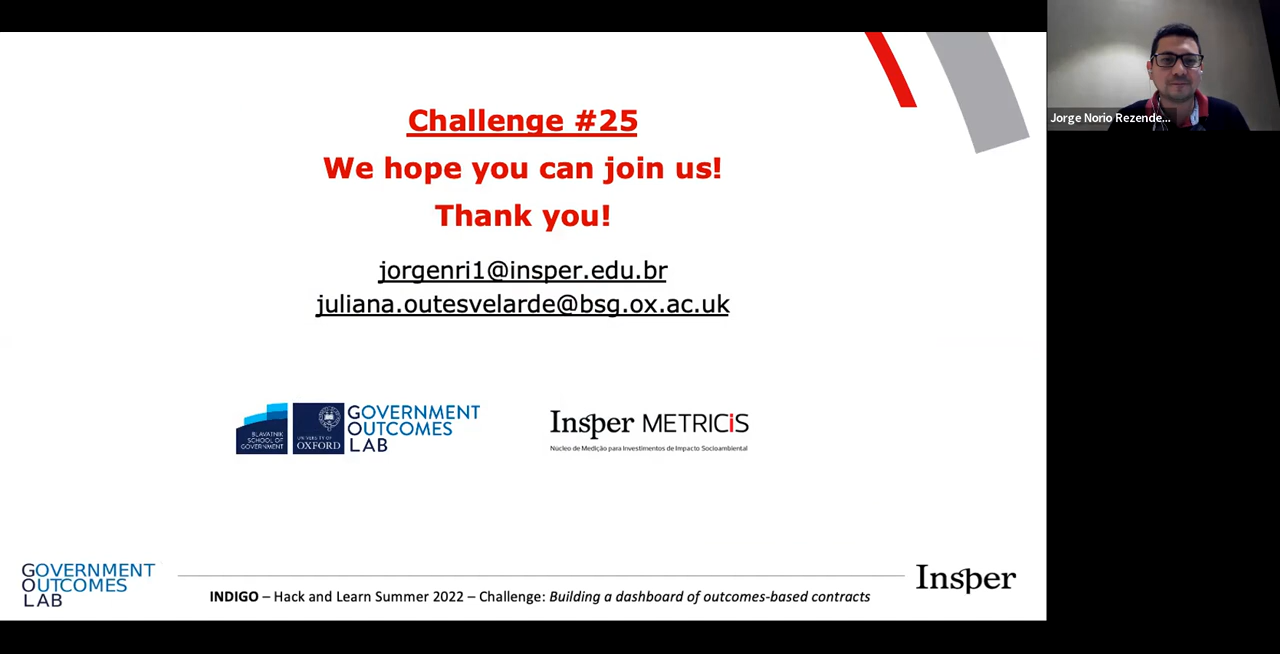 Jorge Norio Rezende...
Challenge #25
We hope you can join us!
Thank you!
jorgenri1@insper.edu.br
juliana.outesvelarde@bsg.ox.ac.uk
BLAVATNIK
SCHOOL OF
GOVERNMENT
UNIVERSITY OF
OXFORD
GOVERNMENT
OUTCOMES
LAB
Insper METRICiS
Núcleo de Medição para Investimentos de Impacto Socioambiental
GOVERNMENT
OUTCOMES
LAB
INDIGO – Hack and Learn Summer 2022 – Challenge: Building a dashboard of outcomes-based contracts
Insper